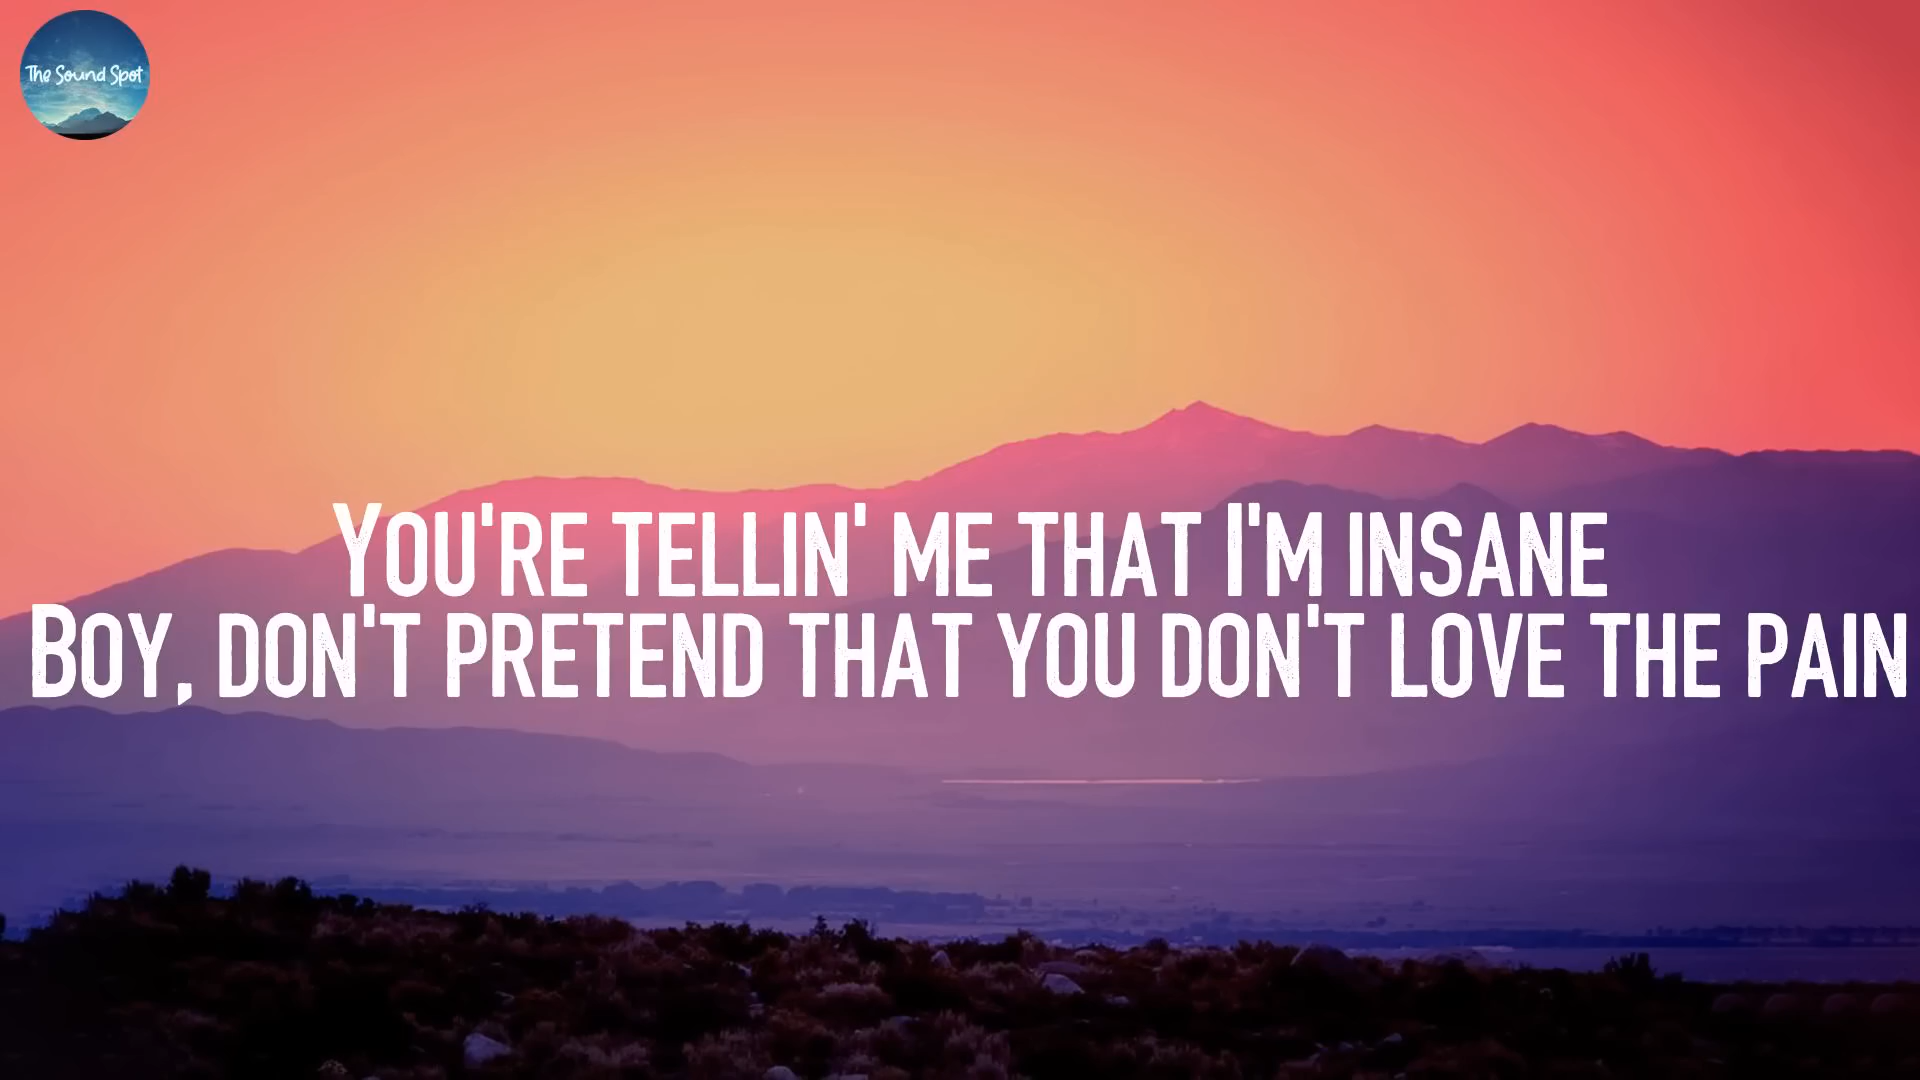 The Sound Spot
You're tellin' me that I'm insane
Boy, don't pretend that you don't love the pain